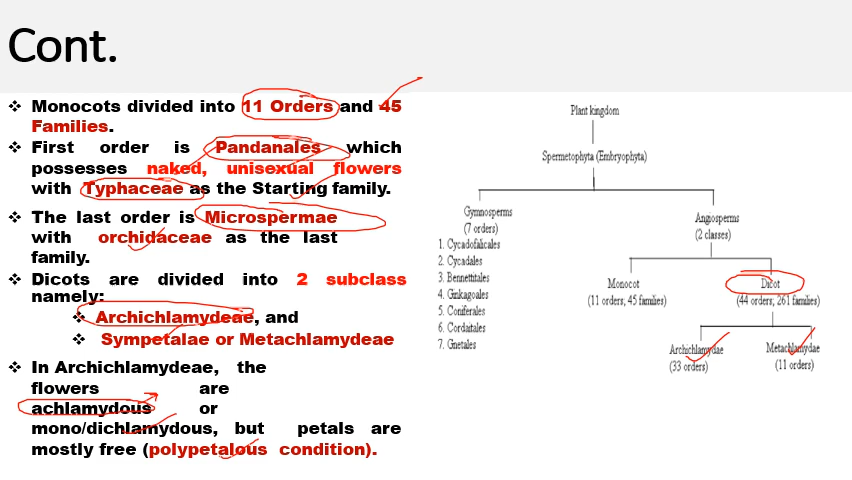 Cont.
❖ Monocots divided into 11 Orders and 45
Families.
❖ First order is Pandanales which
possesses naked, unisexual flowers
with Typhaceae as the Starting family.
❖ The last order is Microspermae
with orchidaceae as the last
family.
❖ Dicots are divided into 2 subclass
namely:
❖ Archichlamydeae, and
❖ Sympetalae or Metachlamydeae
❖ In Archichlamydeae, the
flowers are
achlamydous or
mono/dichlamydous, but petals are
mostly free (polypetalous condition).
Plant kingdom
Spermetophyta (Embryophyta)
Gymnosperms
(7 orders)
1. Cycadofalicales
2. Cycadales
3. Bennettitales
4. Ginkagoales
5. Coniferales
6. Cordaitales
7. Gnetales
Angiosperms
(2 classes)
Monocot
(11 orders; 45 families)
Dicot
(44 orders; 261 families)
Archichlamydae
(33 orders)
Metachlamydae
(11 orders)